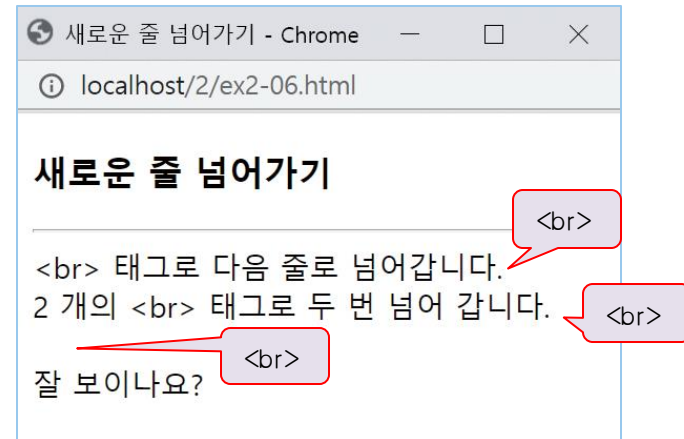 새로운 줄 넘어가기 - Chrome
localhost/2/ex2-06.html
새로운 줄 넘어가기
<br>
<br> 태그로 다음 줄로 넘어갑니다.
2 개의 <br> 태그로 두 번 넘어 갑니다.
<br>
<br>
잘 보이나요?